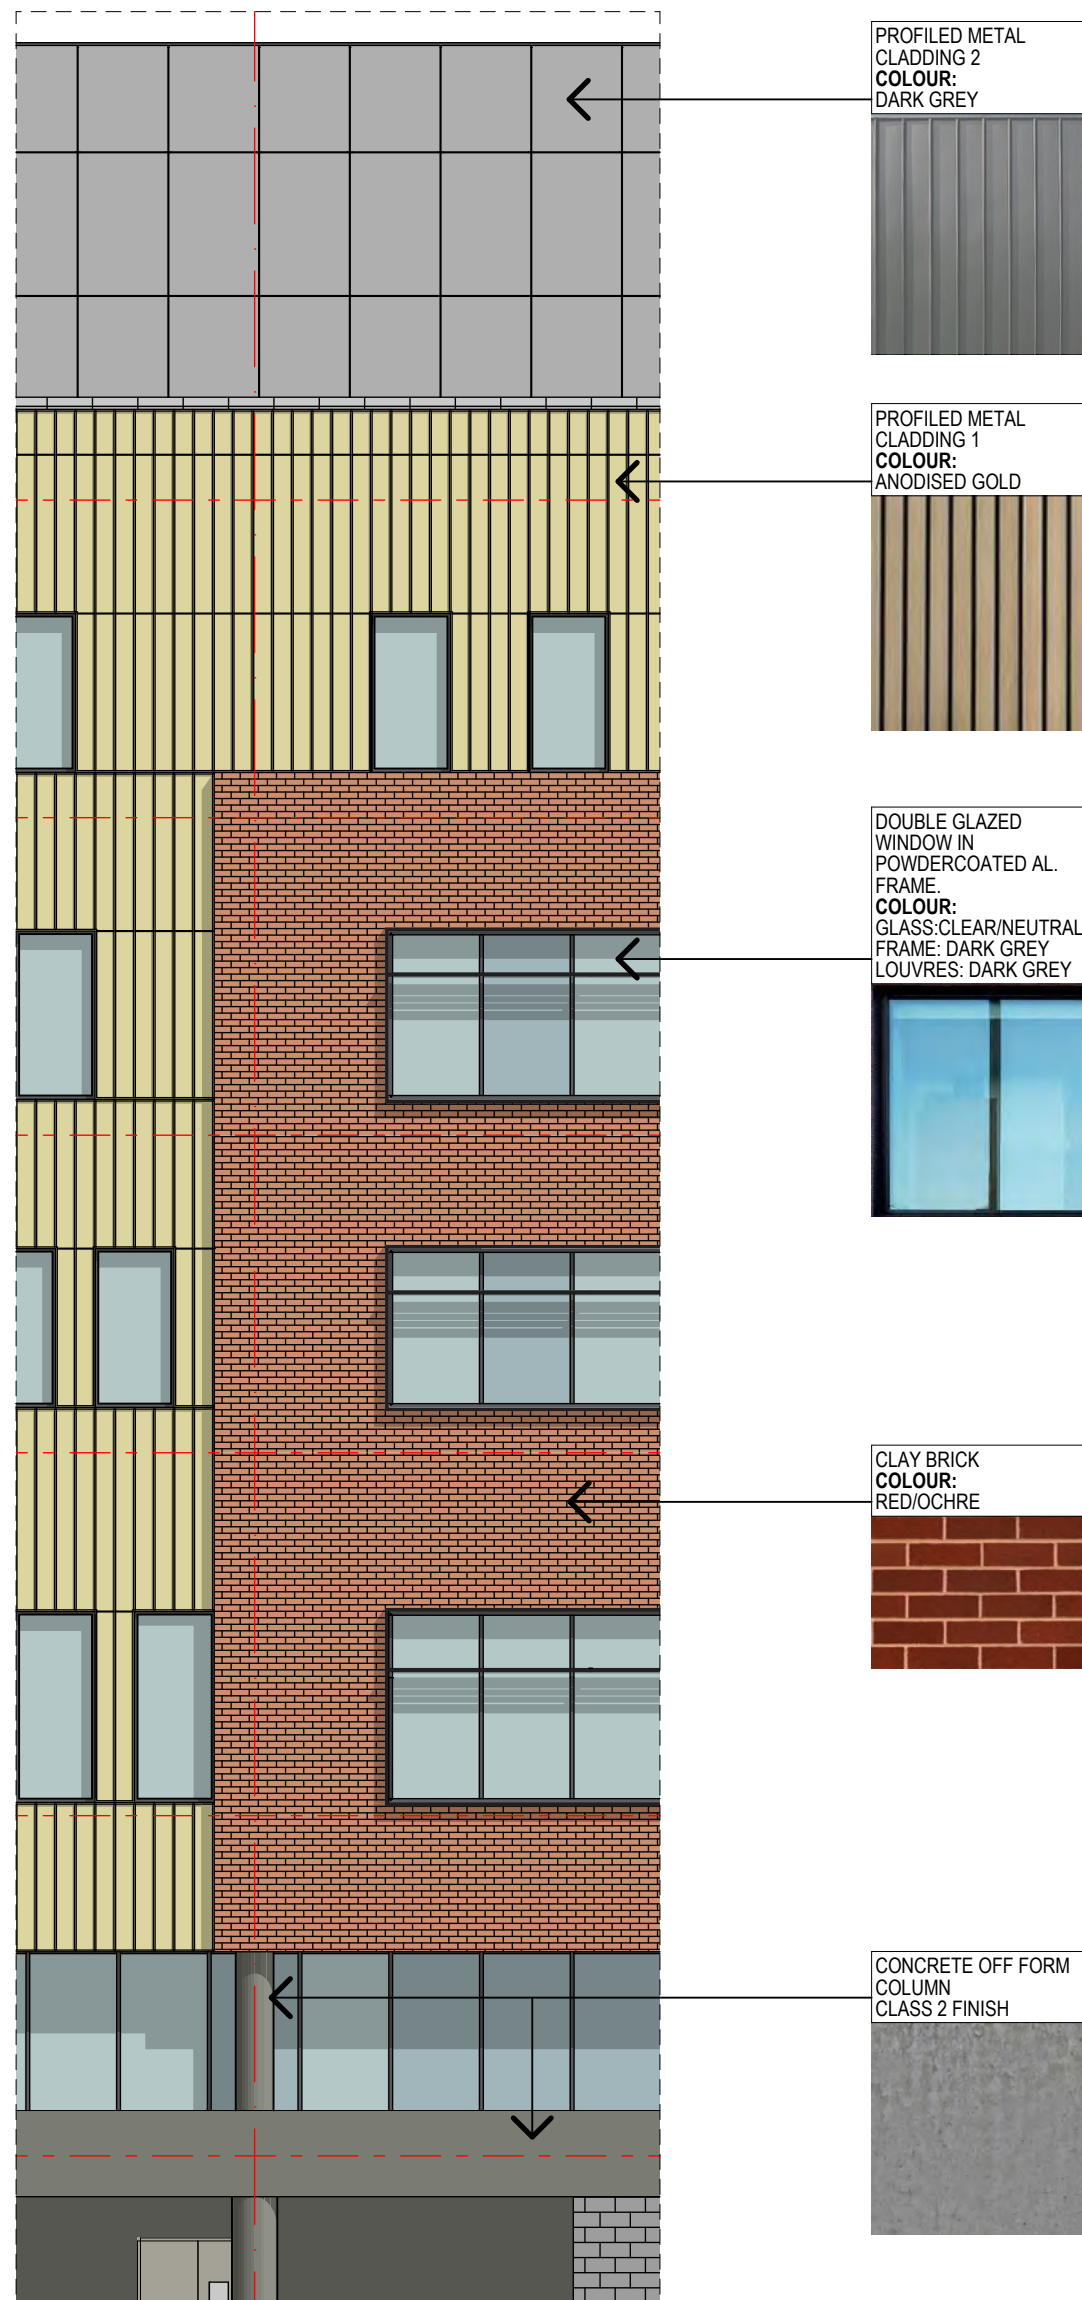 PROFILED METAL
CLADDING 2
COLOUR:
DARK GREY
PROFILED METAL
CLADDING 1
COLOUR:
ANODISED GOLD
DOUBLE GLAZED
WINDOW IN
POWDERCOATED AL.
FRAME.
COLOUR:
GLASS:CLEAR/NEUTRAL
FRAME: DARK GREY
LOUVRES: DARK GREY
CLAY BRICK
COLOUR:
RED/OCHRE
CONCRETE OFF FORM
COLUMN
CLASS 2 FINISH